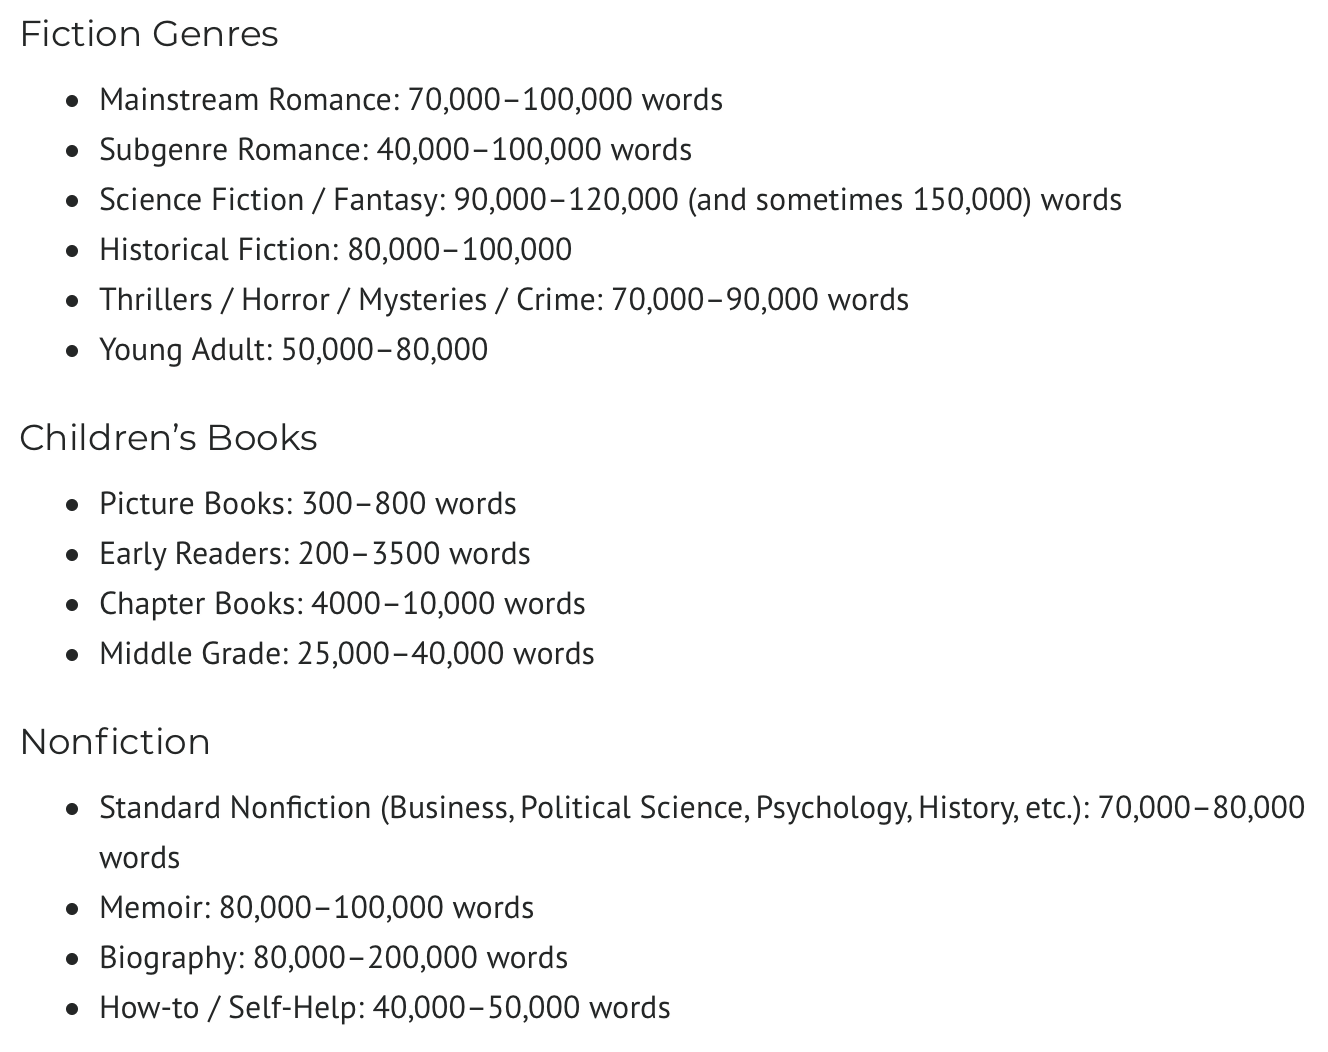 Fiction Genres
• Mainstream Romance: 70,000–100,000 words
• Subgenre Romance: 40,000–100,000 words
• Science Fiction / Fantasy: 90,000–120,000 (and sometimes 150,000) words
• Historical Fiction: 80,000–100,000
• Thrillers / Horror / Mysteries / Crime: 70,000–90,000 words
• Young Adult: 50,000–80,000
Children’s Books
• Picture Books: 300–800 words
• Early Readers: 200–3500 words
• Chapter Books: 4000–10,000 words
• Middle Grade: 25,000–40,000 words
Nonfiction
• Standard Nonfiction (Business, Political Science, Psychology, History, etc.): 70,000–80,000
words
• Memoir: 80,000–100,000 words
• Biography: 80,000–200,000 words
• How-to / Self-Help: 40,000–50,000 words